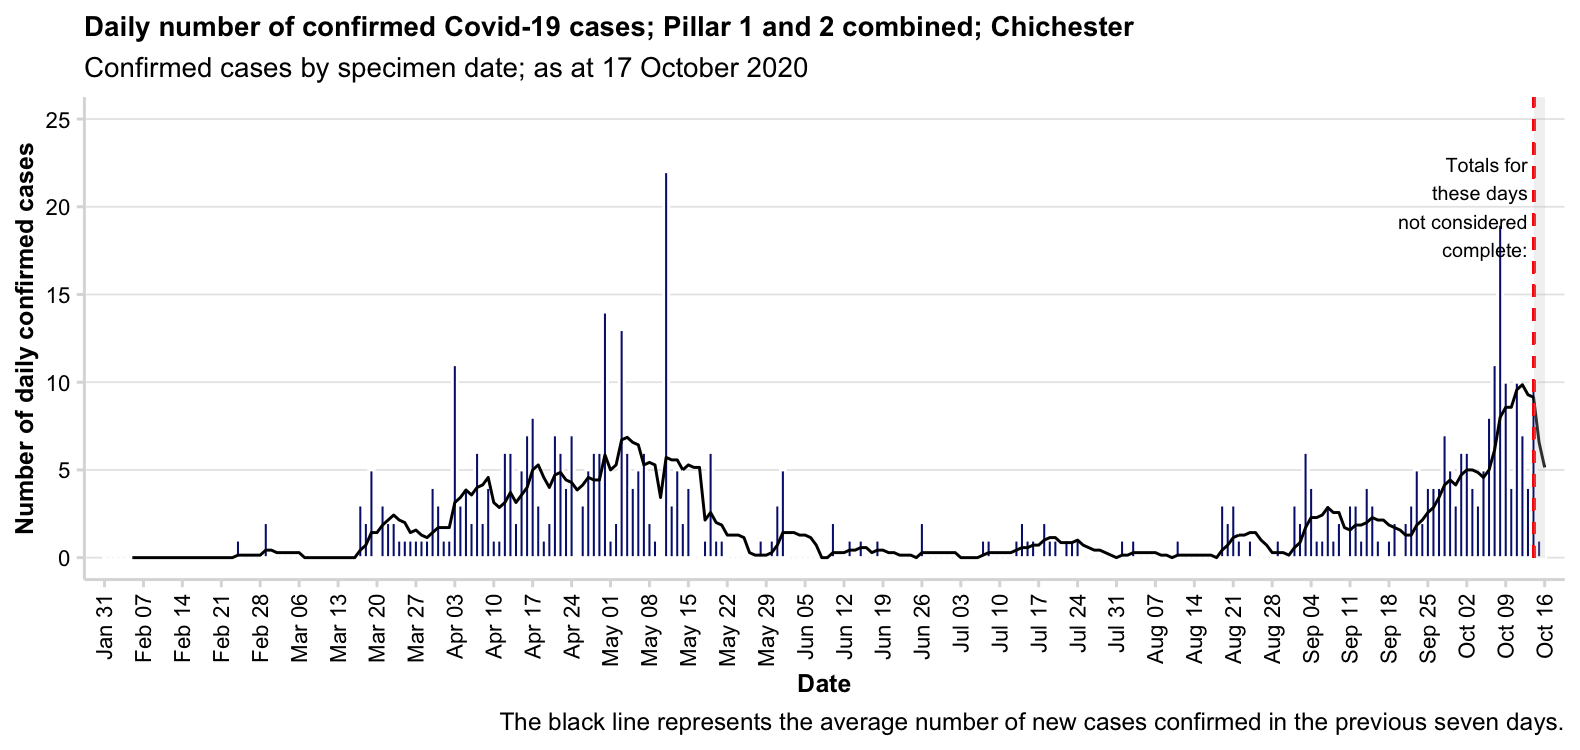 Daily number of confirmed Covid-19 cases; Pillar 1 and 2 combined; Chichester
Confirmed cases by specimen date; as at 17 October 2020
Number of daily confirmed cases
25
20
15
10
5
0
Totals for
these days
not considered
complete:
Jan 31
Feb 07
Feb 14
Feb 21
Feb 28
Mar 06
Mar 13
Mar 20
Mar 27
Apr 03
Apr 10
Apr 17
Apr 24
May 01
May 08
May 15
May 22
May 29
Jun 05
Jun 12
Jun 19
Jun 26
Jul 03
Jul 10
Jul 17
Jul 24
Jul 31
Aug 07
Aug 14
Aug 21
Aug 28
Sep 04
Sep 11
Sep 18
Sep 25
Oct 02
Oct 09
Oct 16
Date
The black line represents the average number of new cases confirmed in the previous seven days.